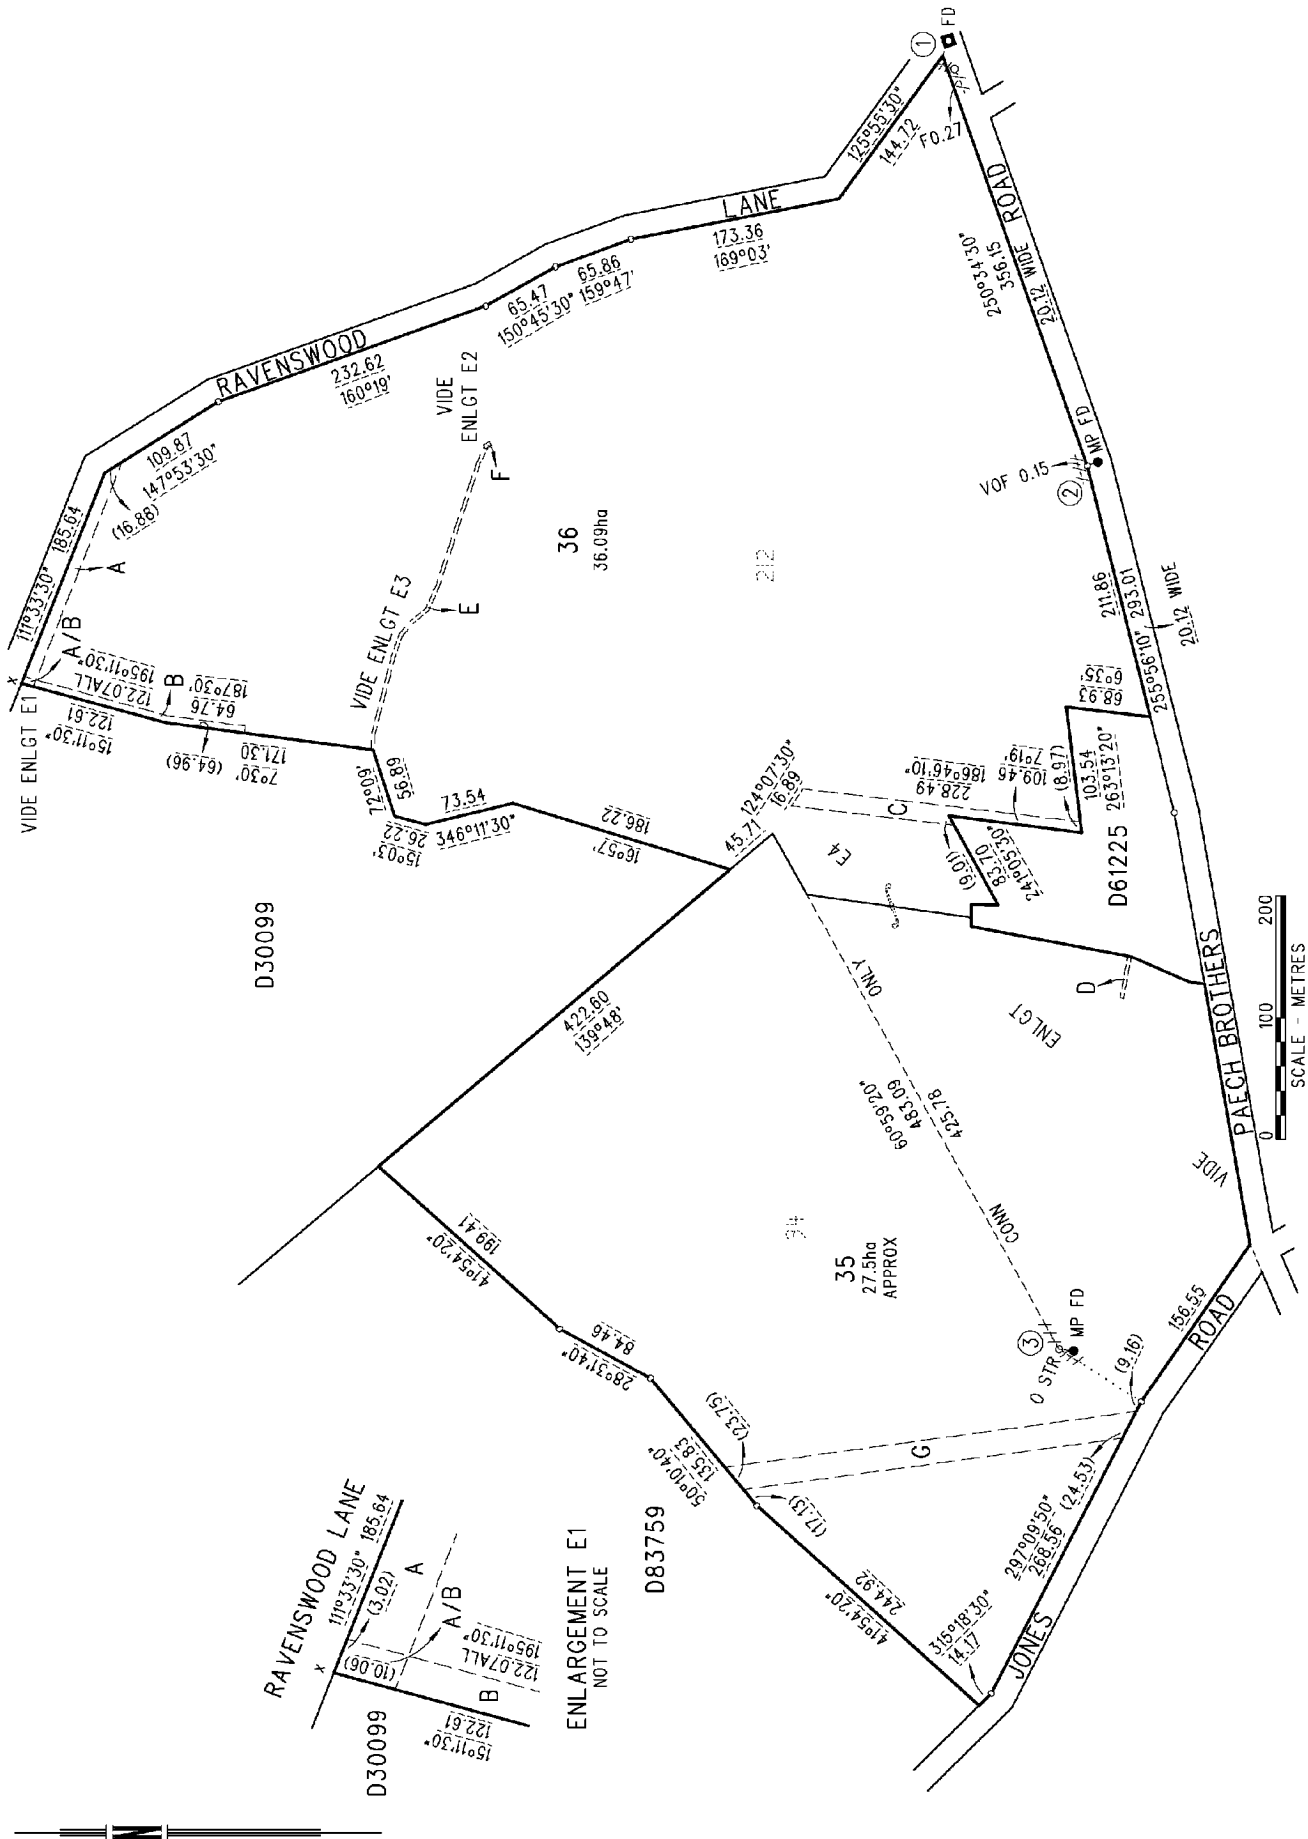 VIDE ENLGT E1
111°33'30" 185.64
A/B
122.61
15°11'30"
122.07ALL
195°11'30"
B
A
(16.88)
109.87
147°53'30"
RAVENSWOOD
232.62
160°19'
65.47
150°45'30"
65.86
159°47'
LANE
173.36
169°03'
125°55'30"
144.72
1
FD
F0.27
64.76
187°30'
(64.96)
171.30
7°30'
VIDE ENLGT E3
E
F
VIDE
ENLGT E2
72°09'
56.89
26.22
15°03'
73.54
346°11'30"
186.22
16°57'
36
36.09ha
212
D30099
422.60
139°48'
45.71
124°07'30"
16.89
E4
C
228.49
186°46'10"
109.46
7°19'
(9.01)
83.70
241°05'30"
(8.97)
103.54
263°13'20"
D61225
68.93
6°35'
211.86
255°56'10" 293.01
20.12 WIDE
VOF 0.15
2
MP FD
250°34'30"
356.15
20.12 WIDE
ROAD
PAECH BROTHERS
D
ENLGT
VIDE
ONLY
CONN
60°59'20"
483.09
425.78
94
35
27.5ha
APPROX
3
O STR
MP FD
(9.16)
156.55
ROAD
JONES
G
(24.53)
297°09'50"
268.56
315°18'30"
14.17
244.92
41°54'20"
(17.13)
(23.75)
135.83
50°10'40"
84.46
28°31'40"
199.41
41°54'20"
D83759
RAVENSWOOD LANE
111°33'30" 185.64
x
(3.02)
(10.06)
A
A/B
B
122.61
15°11'30"
122.07ALL
195°11'30"
D30099
ENLARGEMENT E1
NOT TO SCALE
x
0 100 200
SCALE - METRES
N